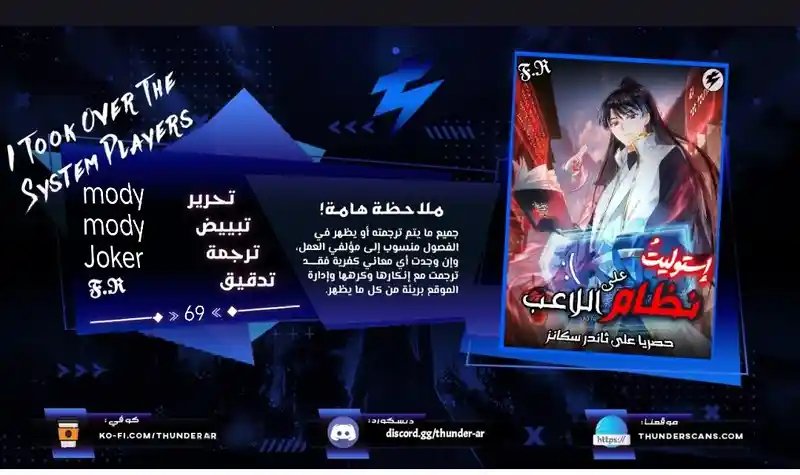 I TOOK OVER THE
SYSTEM PLAYERS
mody تحرير
mody تبييض
Joker ترجمة
F.R تدقيق
69
ملاحظة هامة!
جميع ما يتم ترجمته أو يظهر في
الفصول منسوب إلى مؤلفي العمل،
وإن وجدت أي معاني كفرية فقد
ترجمت مع إنكارها وكرهها وإدارة
الموقع بريئة من كل ما يظهر.
F.R
إستوليتُ
على
نظام اللاعب
حصريا على ثاندر سكانز
كوفي:
KO-FI.COM/THUNDERAR
ديسكورد:
discord.gg/thunder-ar
موقعنا:
https://
THUNDERSCANS.COM